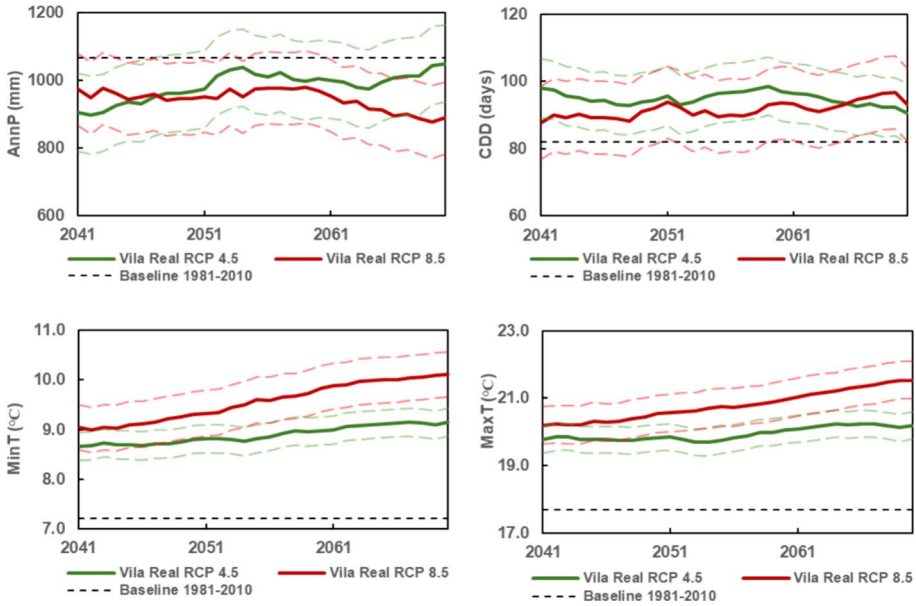 1200
1000
800
600
AnnP (mm)
2041 2051 2061
Vila Real RCP 4.5 Vila Real RCP 8.5
Baseline 1981-2010
120
100
80
60
CDD (days)
2041 2051 2061
Vila Real RCP 4.5 Vila Real RCP 8.5
Baseline 1981-2010
11.0
10.0
9.0
8.0
7.0
MinT (°C)
2041 2051 2061
Vila Real RCP 4.5 Vila Real RCP 8.5
Baseline 1981-2010
23.0
21.0
19.0
17.0
MaxT (°C)
2041 2051 2061
Vila Real RCP 4.5 Vila Real RCP 8.5
Baseline 1981-2010